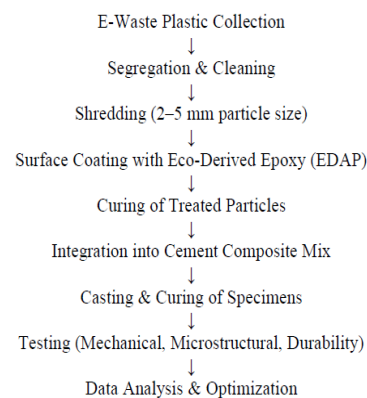 E-Waste Plastic Collection
↓
Segregation & Cleaning
↓
Shredding (2–5 mm particle size)
↓
Surface Coating with Eco-Derived Epoxy (EDAP)
↓
Curing of Treated Particles
↓
Integration into Cement Composite Mix
↓
Casting & Curing of Specimens
↓
Testing (Mechanical, Microstructural, Durability)
↓
Data Analysis & Optimization